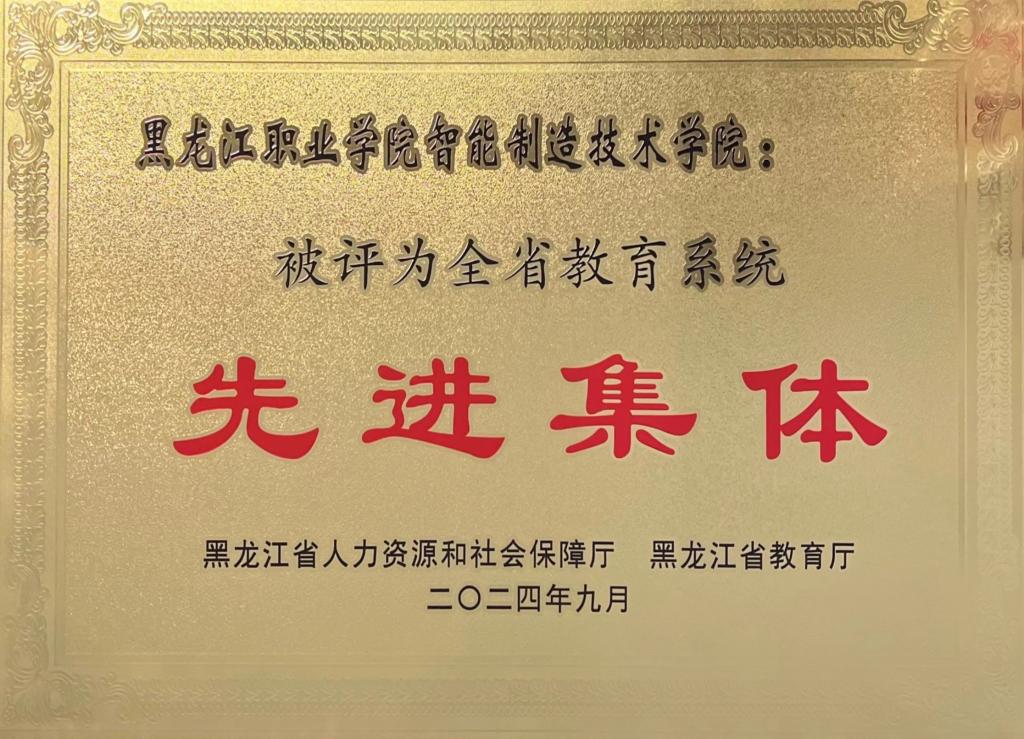 黑龙江职业学院智能制造技术学院：
被评为全省教育系统
先进集体
黑龙江省人力资源和社会保障厅 黑龙江省教育厅
二〇二四年九月